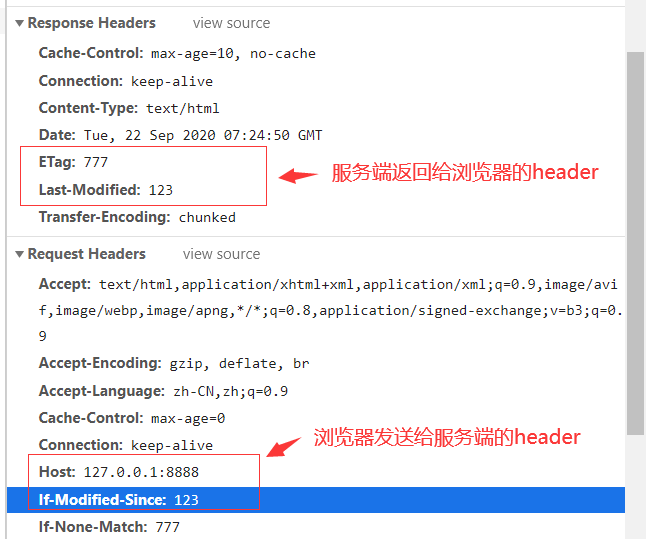 Response Headers view source
Cache-Control: max-age=10, no-cache
Connection: keep-alive
Content-Type: text/html
Date: Tue, 22 Sep 2020 07:24:50 GMT
ETag: 777
服务端返回给浏览器的header
Last-Modified: 123
Transfer-Encoding: chunked
Request Headers view source
Accept: text/html,application/xhtml+xml,application/xml;q=0.9,image/avi
f,image/webp,image/apng,*/*;q=0.8,application/signed-exchange;v=b3;q=0.
9
Accept-Encoding: gzip, deflate, br
Accept-Language: zh-CN,zh;q=0.9
Cache-Control: max-age=0
浏览器发送给服务端的header
Connection: keep-alive
Host: 127.0.0.1:8888
If-Modified-Since: 123
If-None-Match: 777